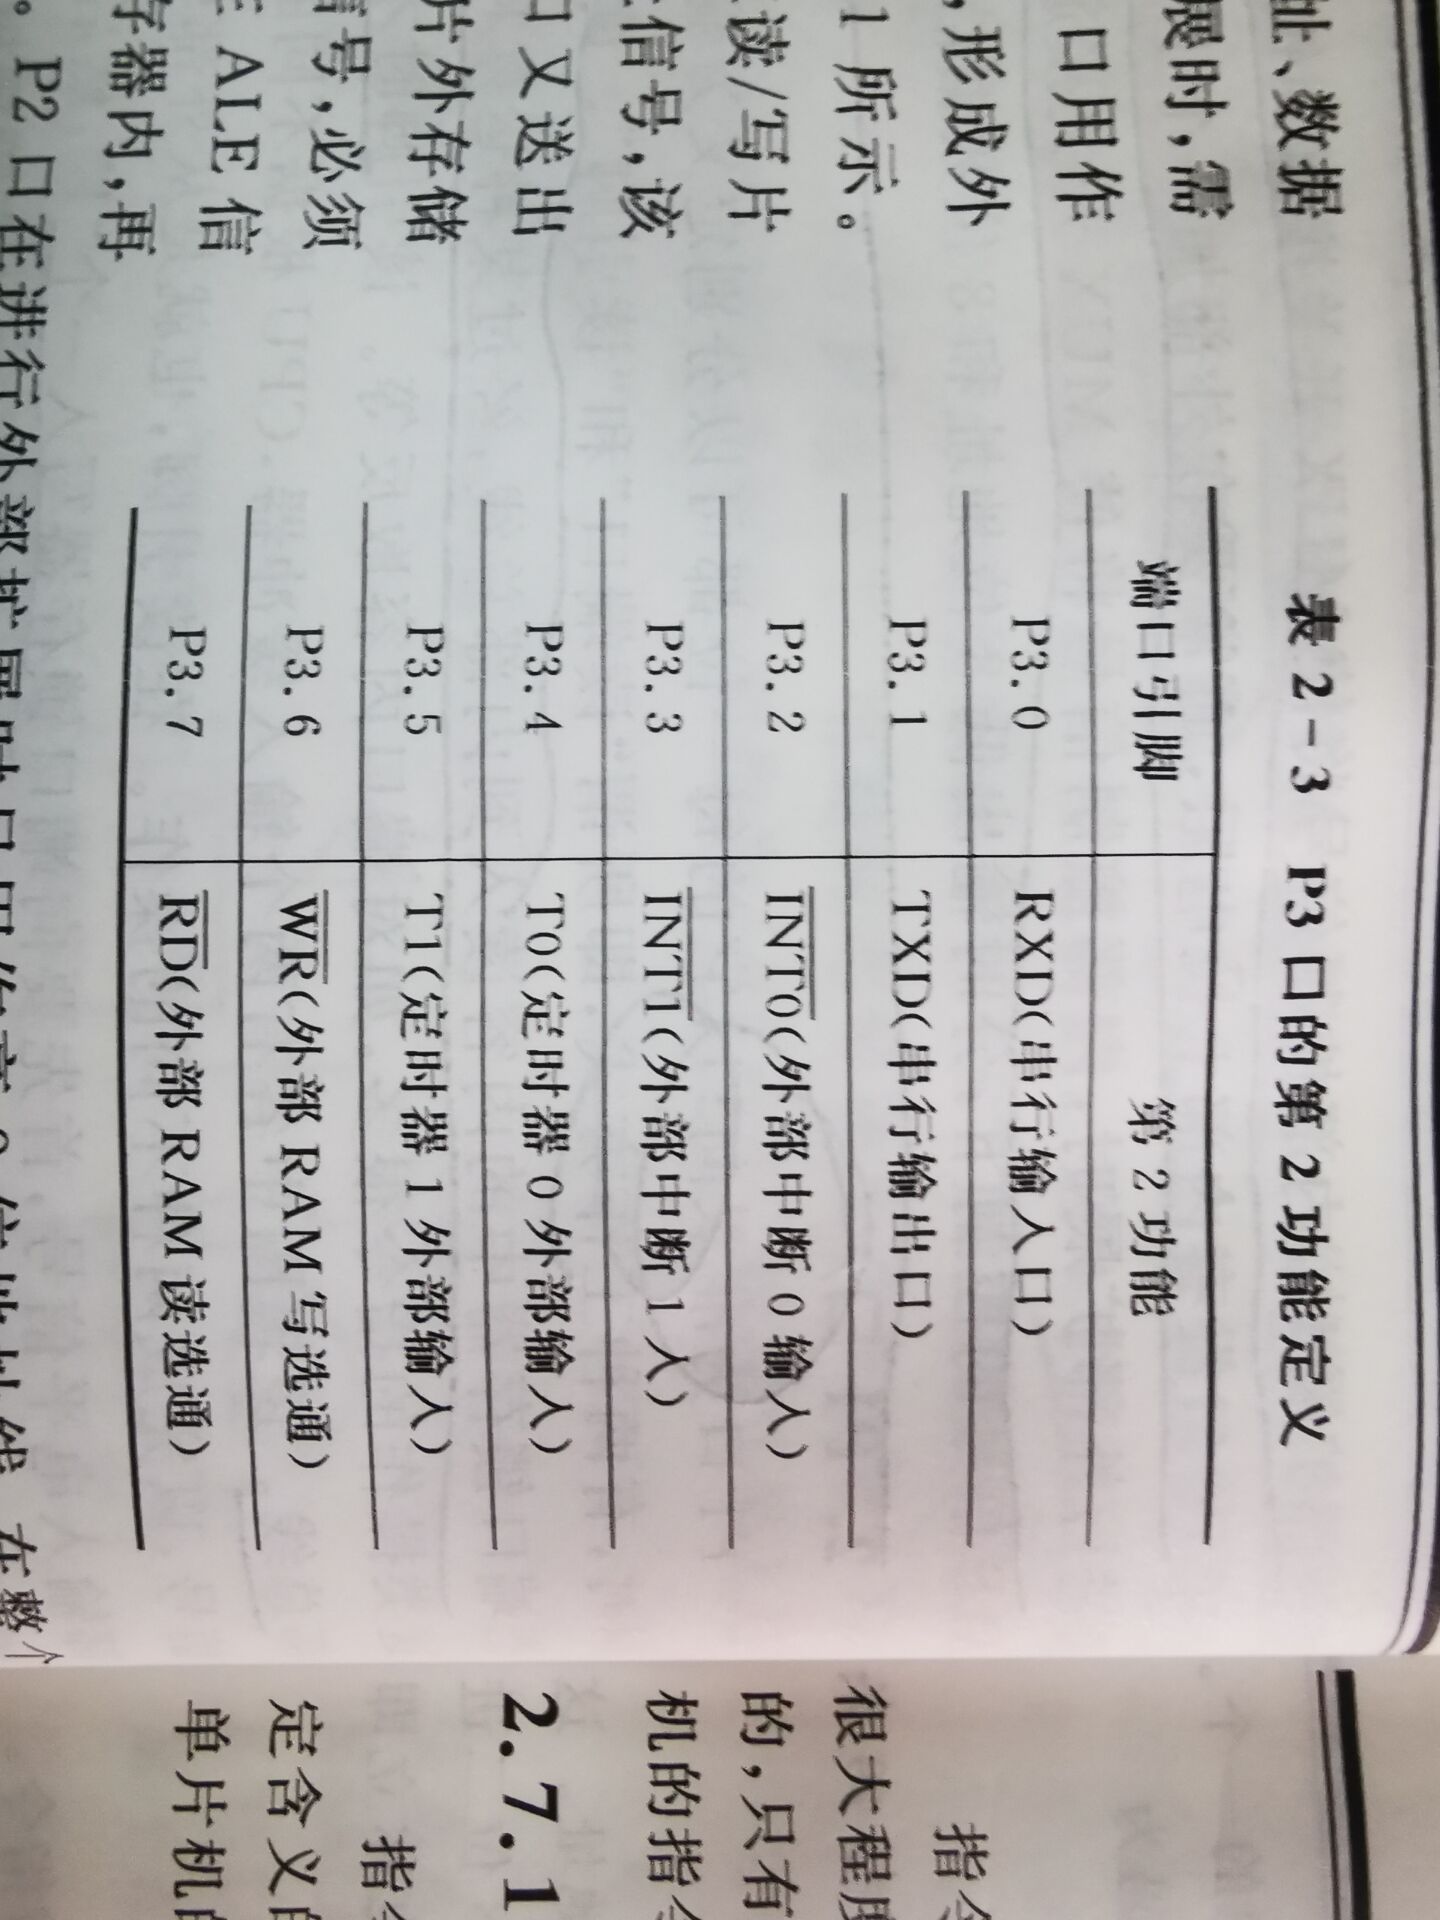 址、数据
展时，需
口用作
，形成外
1 所示。
读/写片
信号，该
口又送出
片外存储
信号，必须
ALE 信
存器内，再
表 2-3 P3 口的第 2 功能定义
端口引脚 第 2 功能
P3.0 RXD(串行输入口)
P3.1 TXD(串行输出口)
P3.2 I̅N̅T̅0̅(外部中断 0 输入)
P3.3 I̅N̅T̅1̅(外部中断 1 入)
P3.4 T0(定时器 0 外部输入)
P3.5 T1(定时器 1 外部输入)
P3.6 W̅R̅(外部 RAM 写选通)
P3.7 R̅D̅(外部 RAM 读选通)
。P2 口在进行外部扩展时只用作高 8 位地址线，在整个
指令
很大程度
的，只有
机的指令
2.7.1
指令
定含义的
单片机的